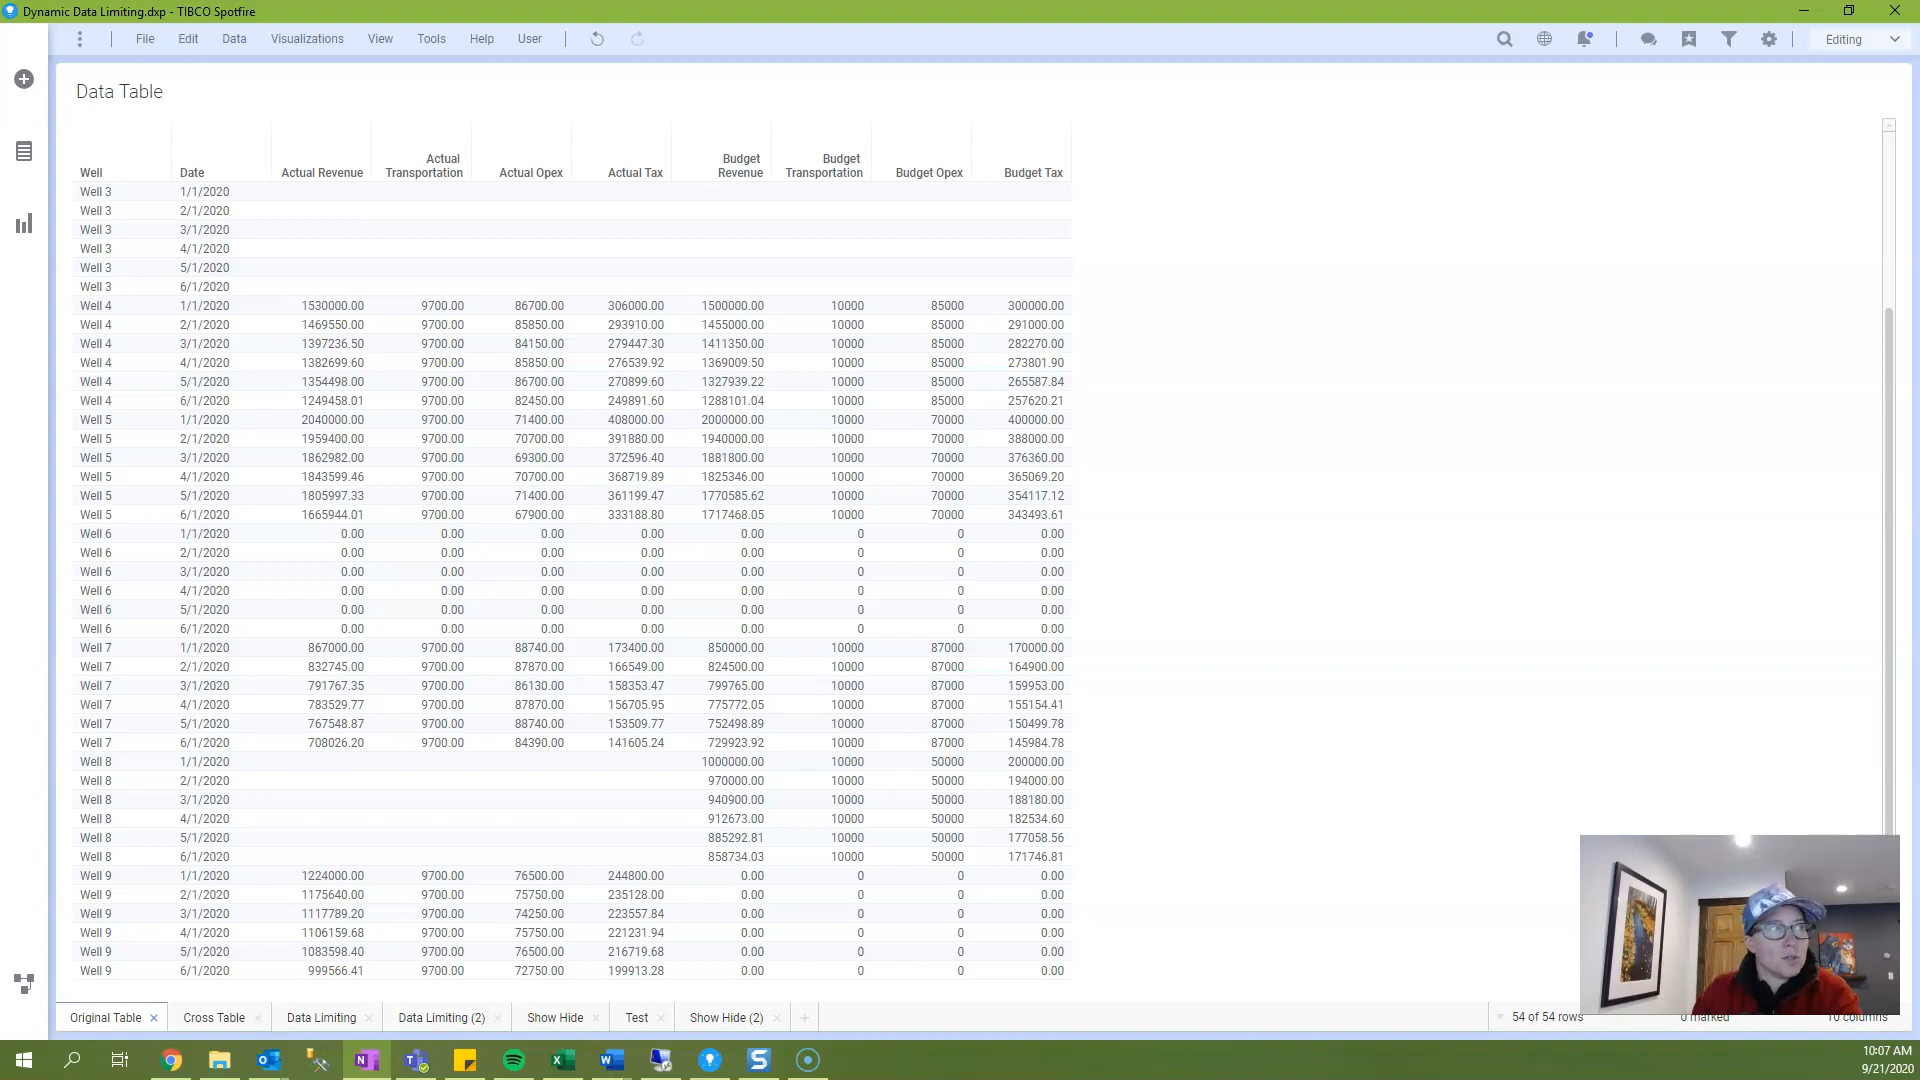 Dynamic Data Limiting.dxp - TIBCO Spotfire
File Edit Data Visualizations View Tools Help User Editing
Data Table
Well Date Actual Revenue Actual Transportation Actual Opex Actual Tax Budget Revenue Budget Transportation Budget Opex Budget Tax
Well 3 1/1/2020
Well 3 2/1/2020
Well 3 3/1/2020
Well 3 4/1/2020
Well 3 5/1/2020
Well 3 6/1/2020
Well 4 1/1/2020 1530000.00 9700.00 86700.00 306000.00 1500000.00 10000 85000 300000.00
Well 4 2/1/2020 1469550.00 9700.00 85850.00 293910.00 1455000.00 10000 85000 291000.00
Well 4 3/1/2020 1397236.50 9700.00 84150.00 279447.30 1411350.00 10000 85000 282270.00
Well 4 4/1/2020 1382699.60 9700.00 85850.00 276539.92 1369009.50 10000 85000 273801.90
Well 4 5/1/2020 1354498.00 9700.00 86700.00 270899.60 1327939.22 10000 85000 265587.84
Well 4 6/1/2020 1249458.01 9700.00 82450.00 249891.60 1288101.04 10000 85000 257620.21
Well 5 1/1/2020 2040000.00 9700.00 71400.00 408000.00 2000000.00 10000 70000 400000.00
Well 5 2/1/2020 1959400.00 9700.00 70700.00 391880.00 1940000.00 10000 70000 388000.00
Well 5 3/1/2020 1862982.00 9700.00 69300.00 372596.40 1881800.00 10000 70000 376360.00
Well 5 4/1/2020 1843599.46 9700.00 70700.00 368719.89 1825346.00 10000 70000 365069.20
Well 5 5/1/2020 1805997.33 9700.00 71400.00 361199.47 1770585.62 10000 70000 354117.12
Well 5 6/1/2020 1665944.01 9700.00 67900.00 333188.80 1717468.05 10000 70000 343493.61
Well 6 1/1/2020 0.00 0.00 0.00 0.00 0.00 0 0 0.00
Well 6 2/1/2020 0.00 0.00 0.00 0.00 0.00 0 0 0.00
Well 6 3/1/2020 0.00 0.00 0.00 0.00 0.00 0 0 0.00
Well 6 4/1/2020 0.00 0.00 0.00 0.00 0.00 0 0 0.00
Well 6 5/1/2020 0.00 0.00 0.00 0.00 0.00 0 0 0.00
Well 6 6/1/2020 0.00 0.00 0.00 0.00 0.00 0 0 0.00
Well 7 1/1/2020 867000.00 9700.00 88740.00 173400.00 850000.00 10000 87000 170000.00
Well 7 2/1/2020 832745.00 9700.00 87870.00 166549.00 824500.00 10000 87000 164900.00
Well 7 3/1/2020 791767.35 9700.00 86130.00 158353.47 799765.00 10000 87000 159953.00
Well 7 4/1/2020 783529.77 9700.00 87870.00 156705.95 775772.05 10000 87000 155154.41
Well 7 5/1/2020 767548.87 9700.00 88740.00 153509.77 752498.89 10000 87000 150499.78
Well 7 6/1/2020 708026.20 9700.00 84390.00 141605.24 729923.92 10000 87000 145984.78
Well 8 1/1/2020 1000000.00 10000 50000 200000.00
Well 8 2/1/2020 970000.00 10000 50000 194000.00
Well 8 3/1/2020 940900.00 10000 50000 188180.00
Well 8 4/1/2020 912673.00 10000 50000 182534.60
Well 8 5/1/2020 885292.81 10000 50000 177058.56
Well 8 6/1/2020 858734.03 10000 50000 171746.81
Well 9 1/1/2020 1224000.00 9700.00 76500.00 244800.00 0.00 0 0 0.00
Well 9 2/1/2020 1175640.00 9700.00 75750.00 235128.00 0.00 0 0 0.00
Well 9 3/1/2020 1117789.20 9700.00 74250.00 223557.84 0.00 0 0 0.00
Well 9 4/1/2020 1106159.68 9700.00 75750.00 221231.94 0.00 0 0 0.00
Well 9 5/1/2020 1083598.40 9700.00 76500.00 216719.68 0.00 0 0 0.00
Well 9 6/1/2020 999566.41 9700.00 72750.00 199913.28 0.00 0 0 0.00
Original Table Cross Table Data Limiting Data Limiting (2) Show Hide Test Show Hide (2) 54 of 54 rows 0 marked 10 columns
10:07 AM
9/21/2020